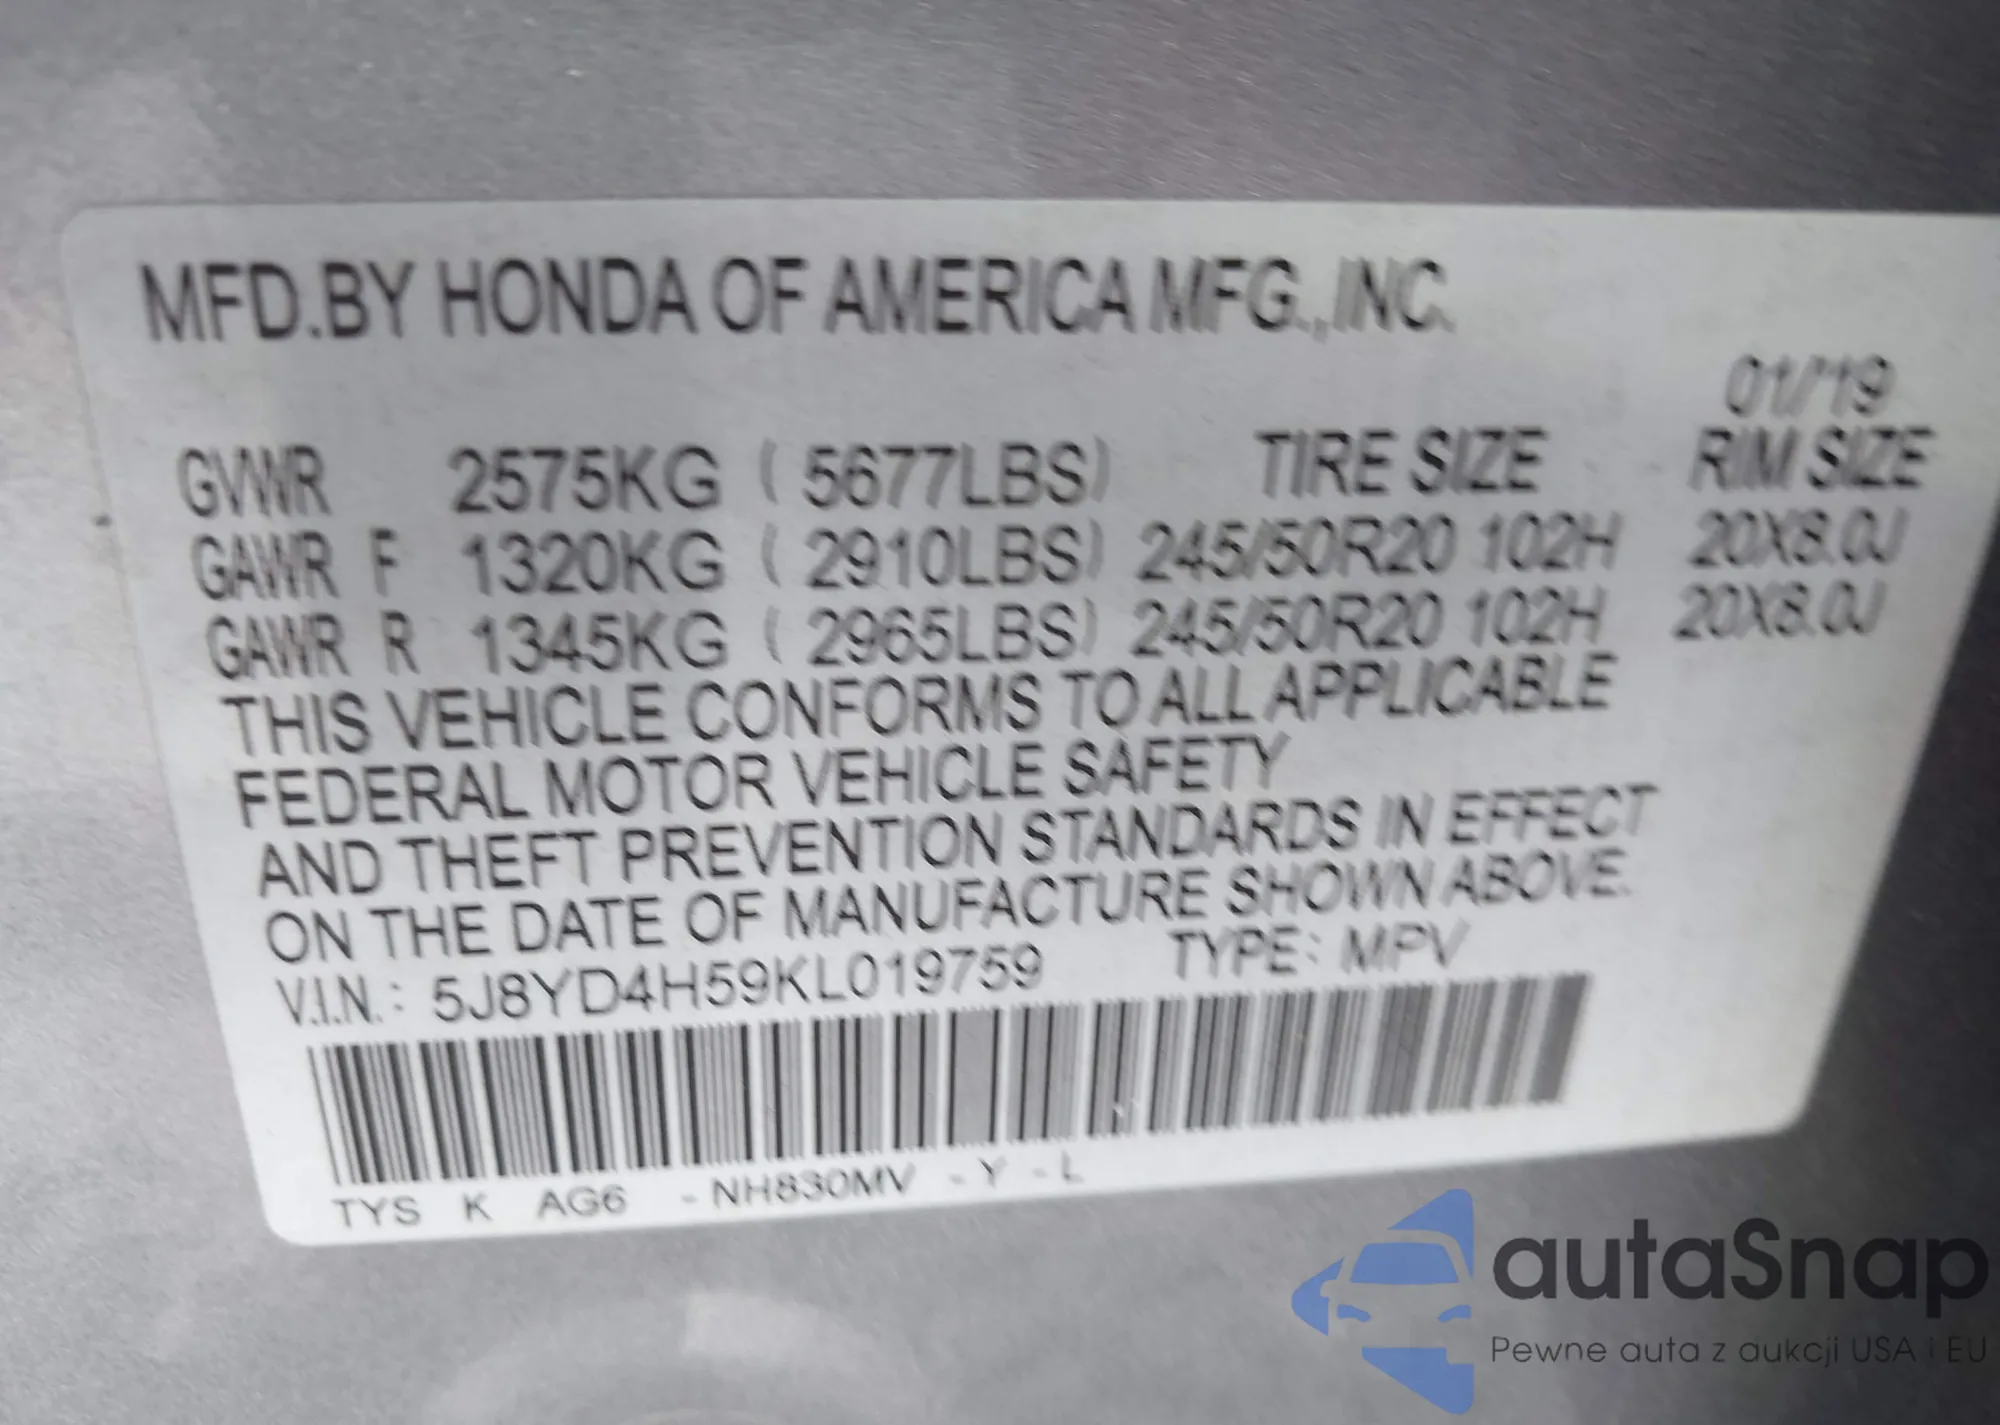 MFD.BY HONDA OF AMERICA MFG.,INC.
01/'19
GVWR 2575KG ( 5677LBS) TIRE SIZE RIM SIZE
GAWR F 1320KG ( 2910LBS) 245/50R20 102H 20X8.0J
GAWR R 1345KG ( 2965LBS) 245/50R20 102H 20X8.0J
THIS VEHICLE CONFORMS TO ALL APPLICABLE
FEDERAL MOTOR VEHICLE SAFETY
AND THEFT PREVENTION STANDARDS IN EFFECT
ON THE DATE OF MANUFACTURE SHOWN ABOVE.
V.I.N.: 5J8YD4H59KL019759 TYPE: MPV
TYS K AG6 - NH830MV - Y - L
autaSnap
Pewne auta z aukcji USA i EU